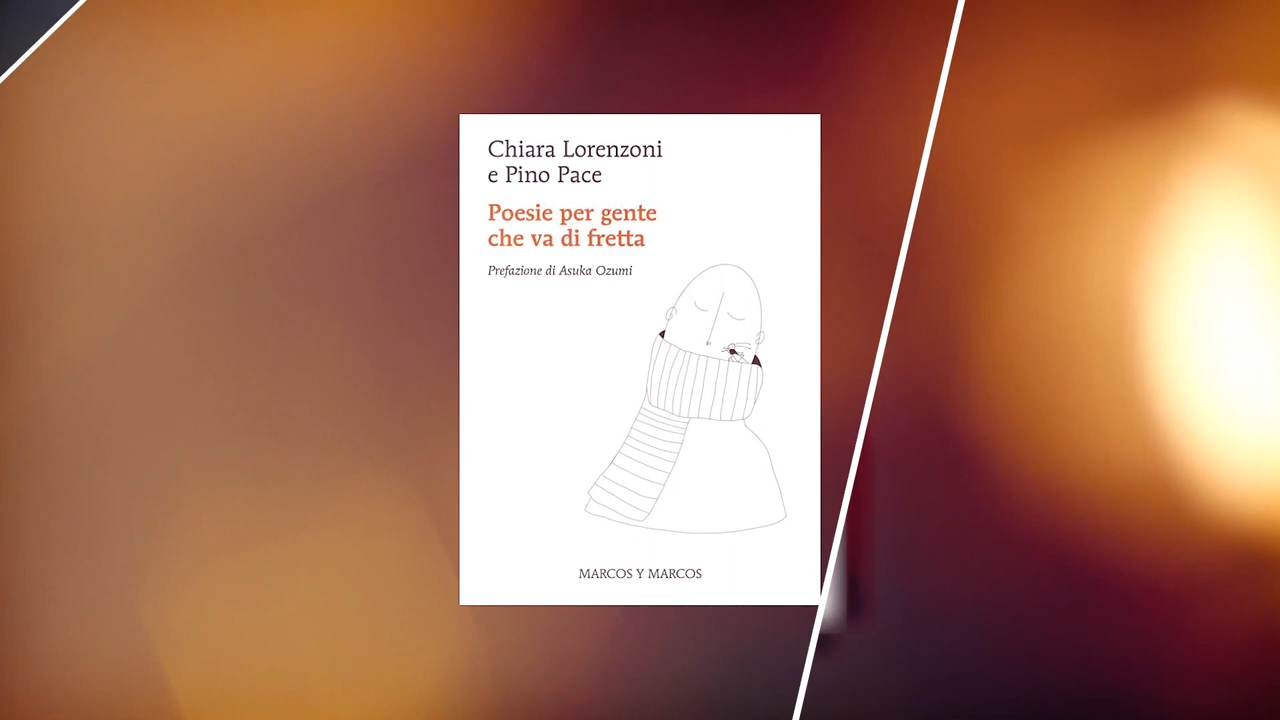 Chiara Lorenzoni
e Pino Pace
Poesie per gente
che va di fretta
Prefazione di Asuka Ozumi
MARCOS Y MARCOS